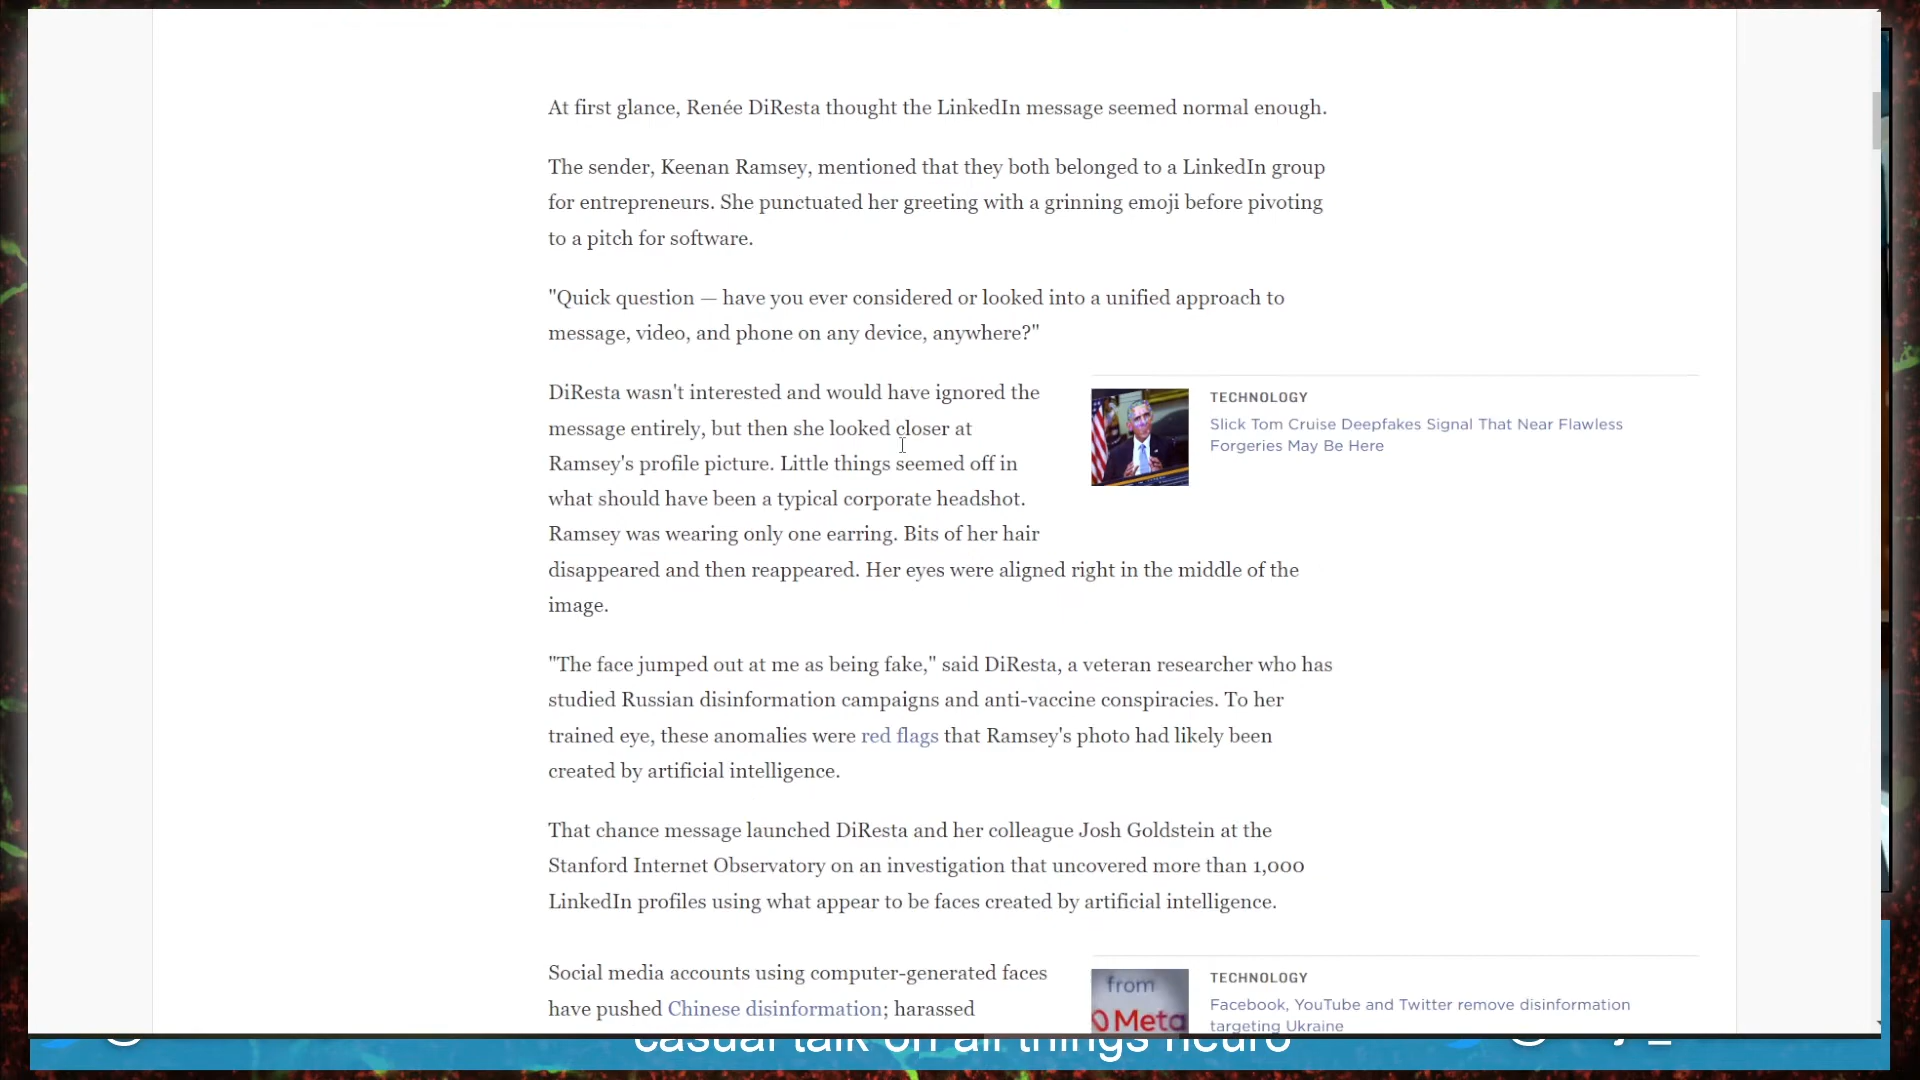 At first glance, Renée DiResta thought the LinkedIn message seemed normal enough.
The sender, Keenan Ramsey, mentioned that they both belonged to a LinkedIn group
for entrepreneurs. She punctuated her greeting with a grinning emoji before pivoting
to a pitch for software.
"Quick question — have you ever considered or looked into a unified approach to
message, video, and phone on any device, anywhere?"
DiResta wasn't interested and would have ignored the
message entirely, but then she looked closer at
Ramsey's profile picture. Little things seemed off in
what should have been a typical corporate headshot.
Ramsey was wearing only one earring. Bits of her hair
disappeared and then reappeared. Her eyes were aligned right in the middle of the
image.
TECHNOLOGY
Slick Tom Cruise Deepfakes Signal That Near Flawless
Forgeries May Be Here
"The face jumped out at me as being fake," said DiResta, a veteran researcher who has
studied Russian disinformation campaigns and anti-vaccine conspiracies. To her
trained eye, these anomalies were red flags that Ramsey's photo had likely been
created by artificial intelligence.
That chance message launched DiResta and her colleague Josh Goldstein at the
Stanford Internet Observatory on an investigation that uncovered more than 1,000
LinkedIn profiles using what appear to be faces created by artificial intelligence.
Social media accounts using computer-generated faces
have pushed Chinese disinformation; harassed
from
Meta
TECHNOLOGY
Facebook, YouTube and Twitter remove disinformation
targeting Ukraine
casual talk on all things neuro